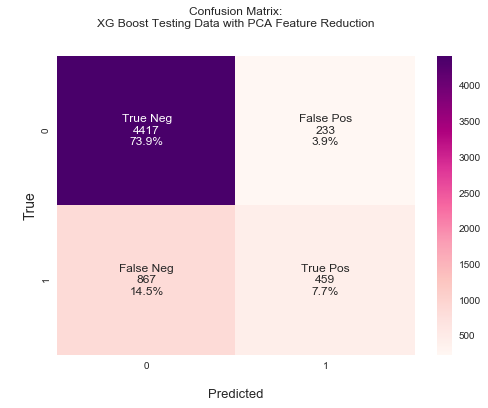 Confusion Matrix:
XG Boost Testing Data with PCA Feature Reduction
True
0
True Neg
4417
73.9%
False Pos
233
3.9%
1
False Neg
867
14.5%
True Pos
459
7.7%
0
1
Predicted
4000
3500
3000
2500
2000
1500
1000
500